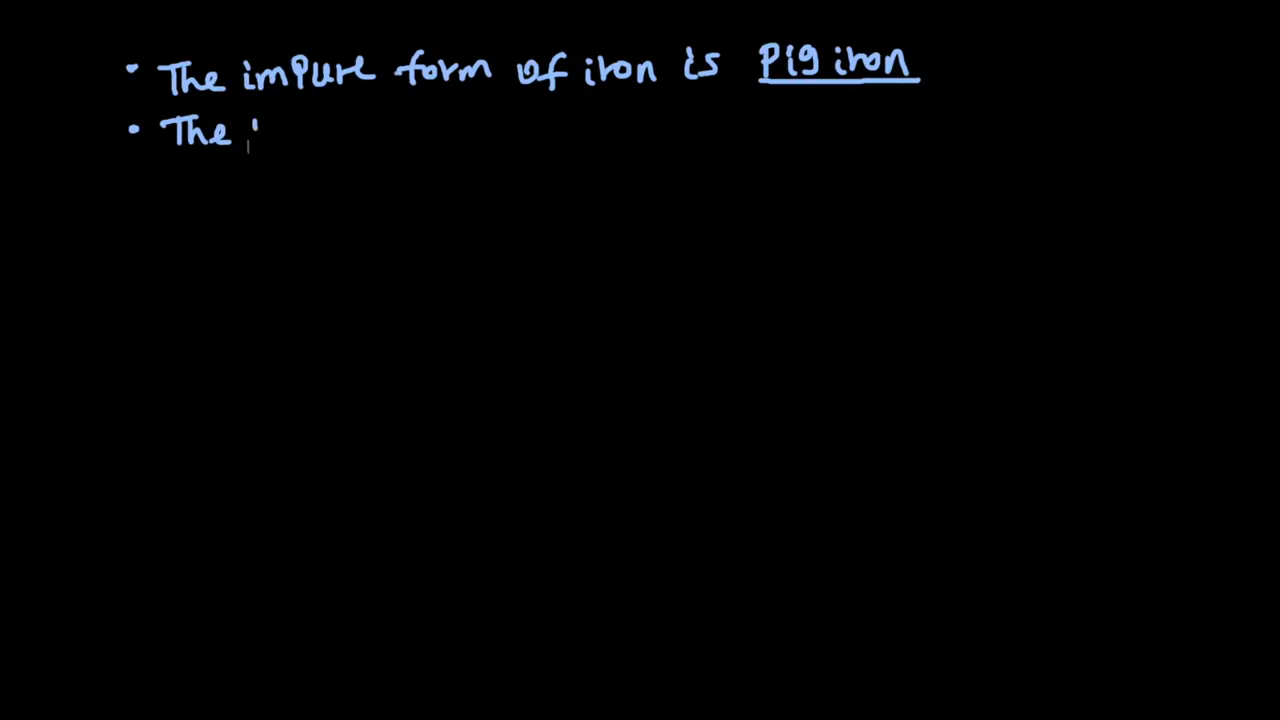 • The impure form of iron is Pig iron
• The